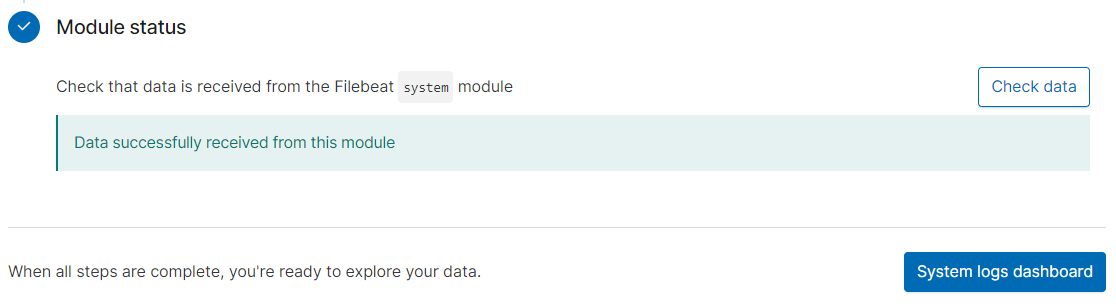 Module status
Check that data is received from the Filebeat system module
Check data
Data successfully received from this module
When all steps are complete, you're ready to explore your data.
System logs dashboard